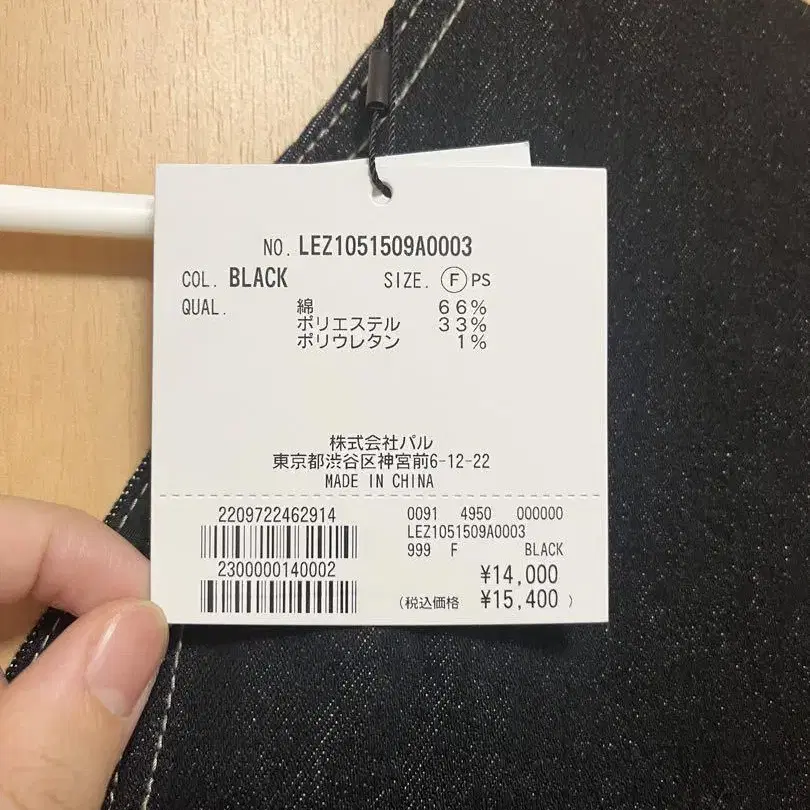 NO. LEZ1051509A0003
COL. BLACK SIZE. F PS
QUAL. 綿 66%
ポリエステル 33%
ポリウレタン 1%
株式会社パル
東京都渋谷区神宮前6-12-22
MADE IN CHINA
2209722462914
2300000140002
0091 4950 000000
LEZ1051509A0003
999 F BLACK
¥14,000
(税込価格 ¥15,400 )